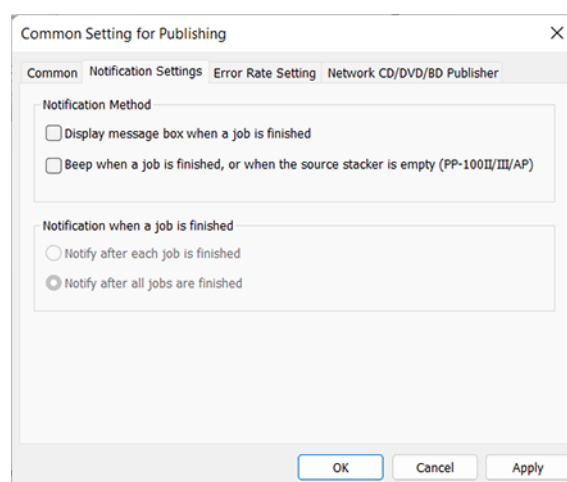 Common Setting for Publishing
Common Notification Settings Error Rate Setting Network CD/DVD/BD Publisher
Notification Method
Display message box when a job is finished
Beep when a job is finished, or when the source stacker is empty (PP-100II/III/AP)
Notification when a job is finished
Notify after each job is finished
Notify after all jobs are finished
OK Cancel Apply